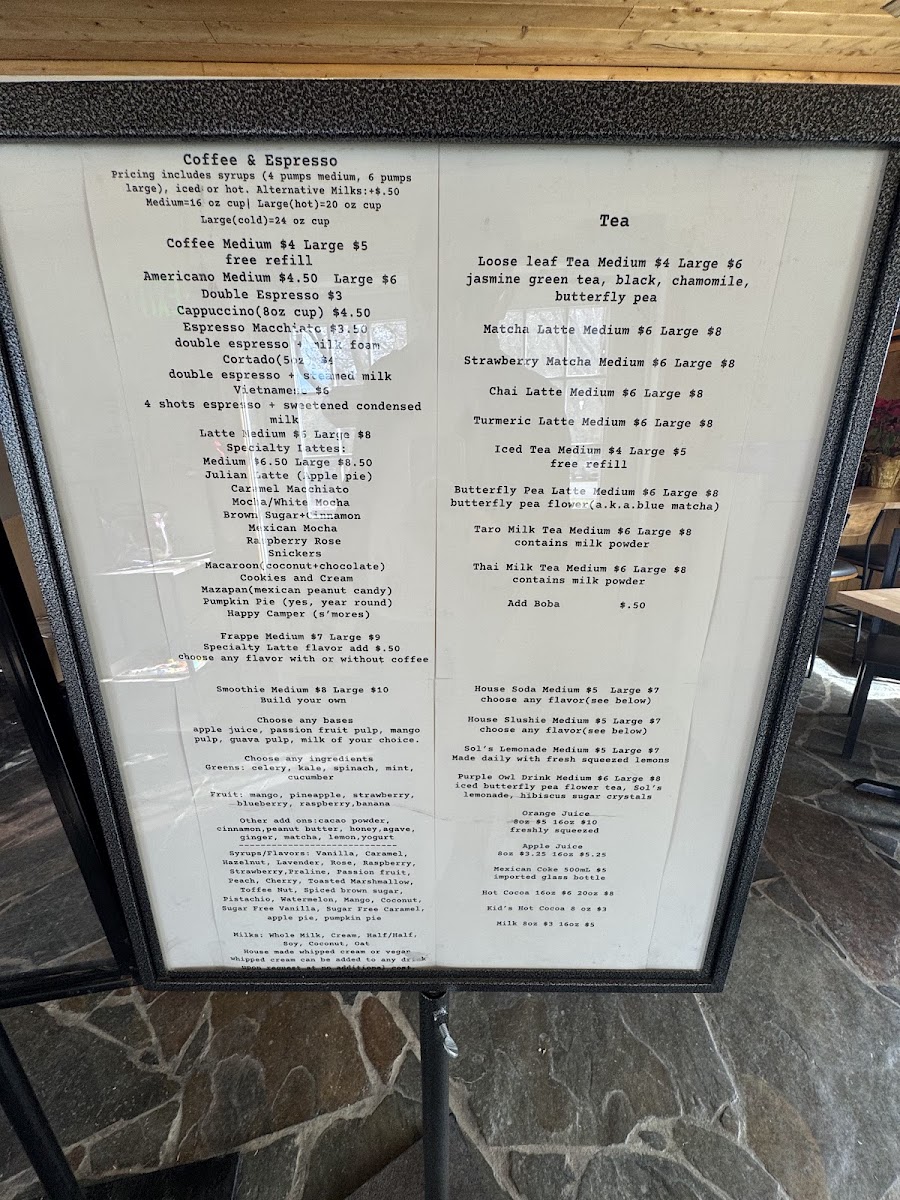 Coffee & Espresso
Pricing includes syrups (4 pumps medium, 6 pumps
large), iced or hot. Alternative Milks:+$.50
Medium=16 oz cup| Large(hot)=20 oz cup
Large(cold)=24 oz cup
Coffee Medium $4 Large $5
free refill
Americano Medium $4.50 Large $6
Double Espresso $3
Cappuccino(8oz cup) $4.50
Espresso Macchiato $3.50
double espresso + milk foam
Cortado(5oz) $4
double espresso + steamed milk
Vietnamese $6
4 shots espresso + sweetened condensed
milk
Latte Medium $6 Large $8
Specialty Lattes:
Medium $6.50 Large $8.50
Julian Latte (Apple pie)
Caramel Macchiato
Mocha/White Mocha
Brown Sugar+Cinnamon
Mexican Mocha
Raspberry Rose
Snickers
Macaroon(coconut+chocolate)
Cookies and Cream
Mazapan(mexican peanut candy)
Pumpkin Pie (yes, year round)
Happy Camper (s'mores)
Frappe Medium $7 Large $9
Specialty Latte flavor add $.50
choose any flavor with or without coffee
Smoothie Medium $8 Large $10
Build your own
Choose any bases
apple juice, passion fruit pulp, mango
pulp, guava pulp, milk of your choice.
Choose any ingredients
Greens: celery, kale, spinach, mint,
cucumber
Fruit: mango, pineapple, strawberry,
blueberry, raspberry,banana
Other add ons:cacao powder,
cinnamon,peanut butter, honey,agave,
ginger, matcha, lemon,yogurt
----------------------------
Syrups/Flavors: Vanilla, Caramel,
Hazelnut, Lavender, Rose, Raspberry,
Strawberry,Praline, Passion fruit,
Peach, Cherry, Toasted Marshmallow,
Toffee Nut, Spiced brown sugar,
Pistachio, Watermelon, Mango, Coconut,
Sugar Free Vanilla, Sugar Free Caramel,
apple pie, pumpkin pie
Milks: Whole Milk, Cream, Half/Half,
Soy, Coconut, Oat
House made whipped cream or vegan
whipped cream can be added to any drink
upon request at no additional cost
Tea
Loose leaf Tea Medium $4 Large $6
jasmine green tea, black, chamomile,
butterfly pea
Matcha Latte Medium $6 Large $8
Strawberry Matcha Medium $6 Large $8
Chai Latte Medium $6 Large $8
Turmeric Latte Medium $6 Large $8
Iced Tea Medium $4 Large $5
free refill
Butterfly Pea Latte Medium $6 Large $8
butterfly pea flower(a.k.a.blue matcha)
Taro Milk Tea Medium $6 Large $8
contains milk powder
Thai Milk Tea Medium $6 Large $8
contains milk powder
Add Boba $.50
House Soda Medium $5 Large $7
choose any flavor(see below)
House Slushie Medium $5 Large $7
choose any flavor(see below)
Sol's Lemonade Medium $5 Large $7
Made daily with fresh squeezed lemons
Purple Owl Drink Medium $6 Large $8
iced butterfly pea flower tea, Sol's
lemonade, hibiscus sugar crystals
Orange Juice
8oz $5 16oz $10
freshly squeezed
Apple Juice
8oz $3.25 16oz $5.25
Mexican Coke 500mL $5
imported glass bottle
Hot Cocoa 16oz $6 20oz $8
Kid's Hot Cocoa 8 oz $3
Milk 8oz $3 16oz $5